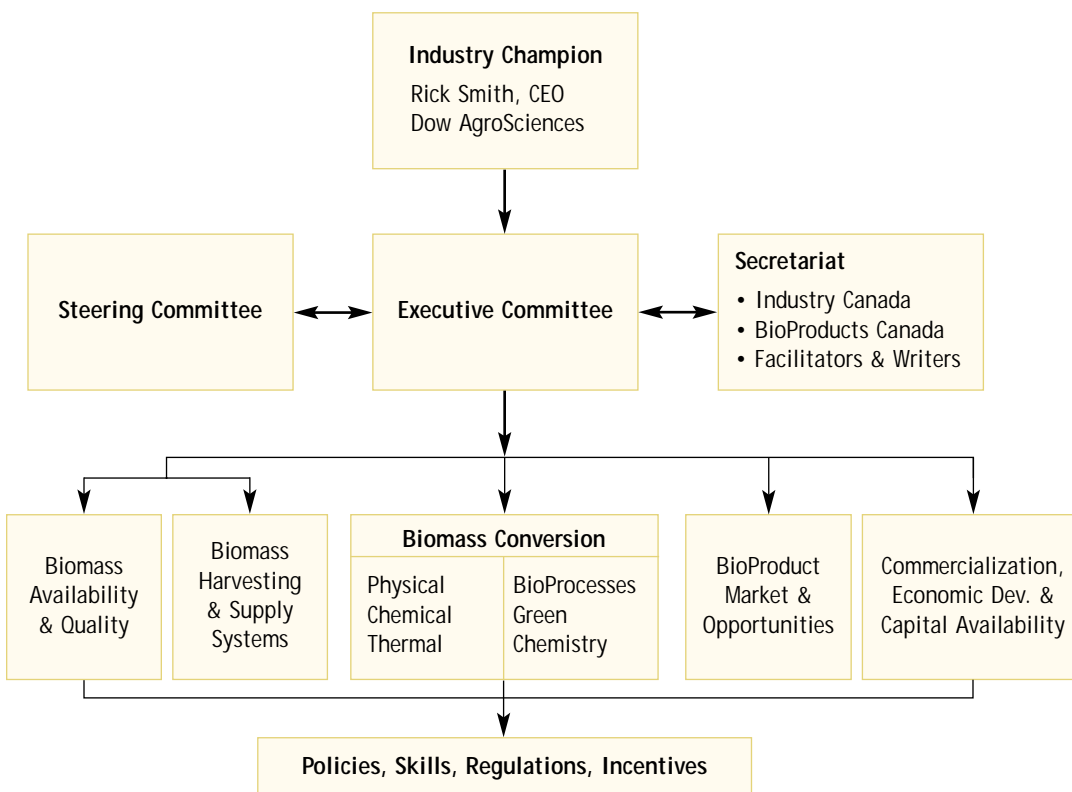 Industry Champion
Rick Smith, CEO
Dow AgroSciences
Steering Committee
Executive Committee
Secretariat
• Industry Canada
• BioProducts Canada
• Facilitators & Writers
Biomass
Availability
& Quality
Biomass
Harvesting
& Supply
Systems
Biomass Conversion
Physical
Chemical
Thermal
BioProcesses
Green
Chemistry
BioProduct
Market &
Opportunities
Commercialization,
Economic Dev. &
Capital Availability
Policies, Skills, Regulations, Incentives